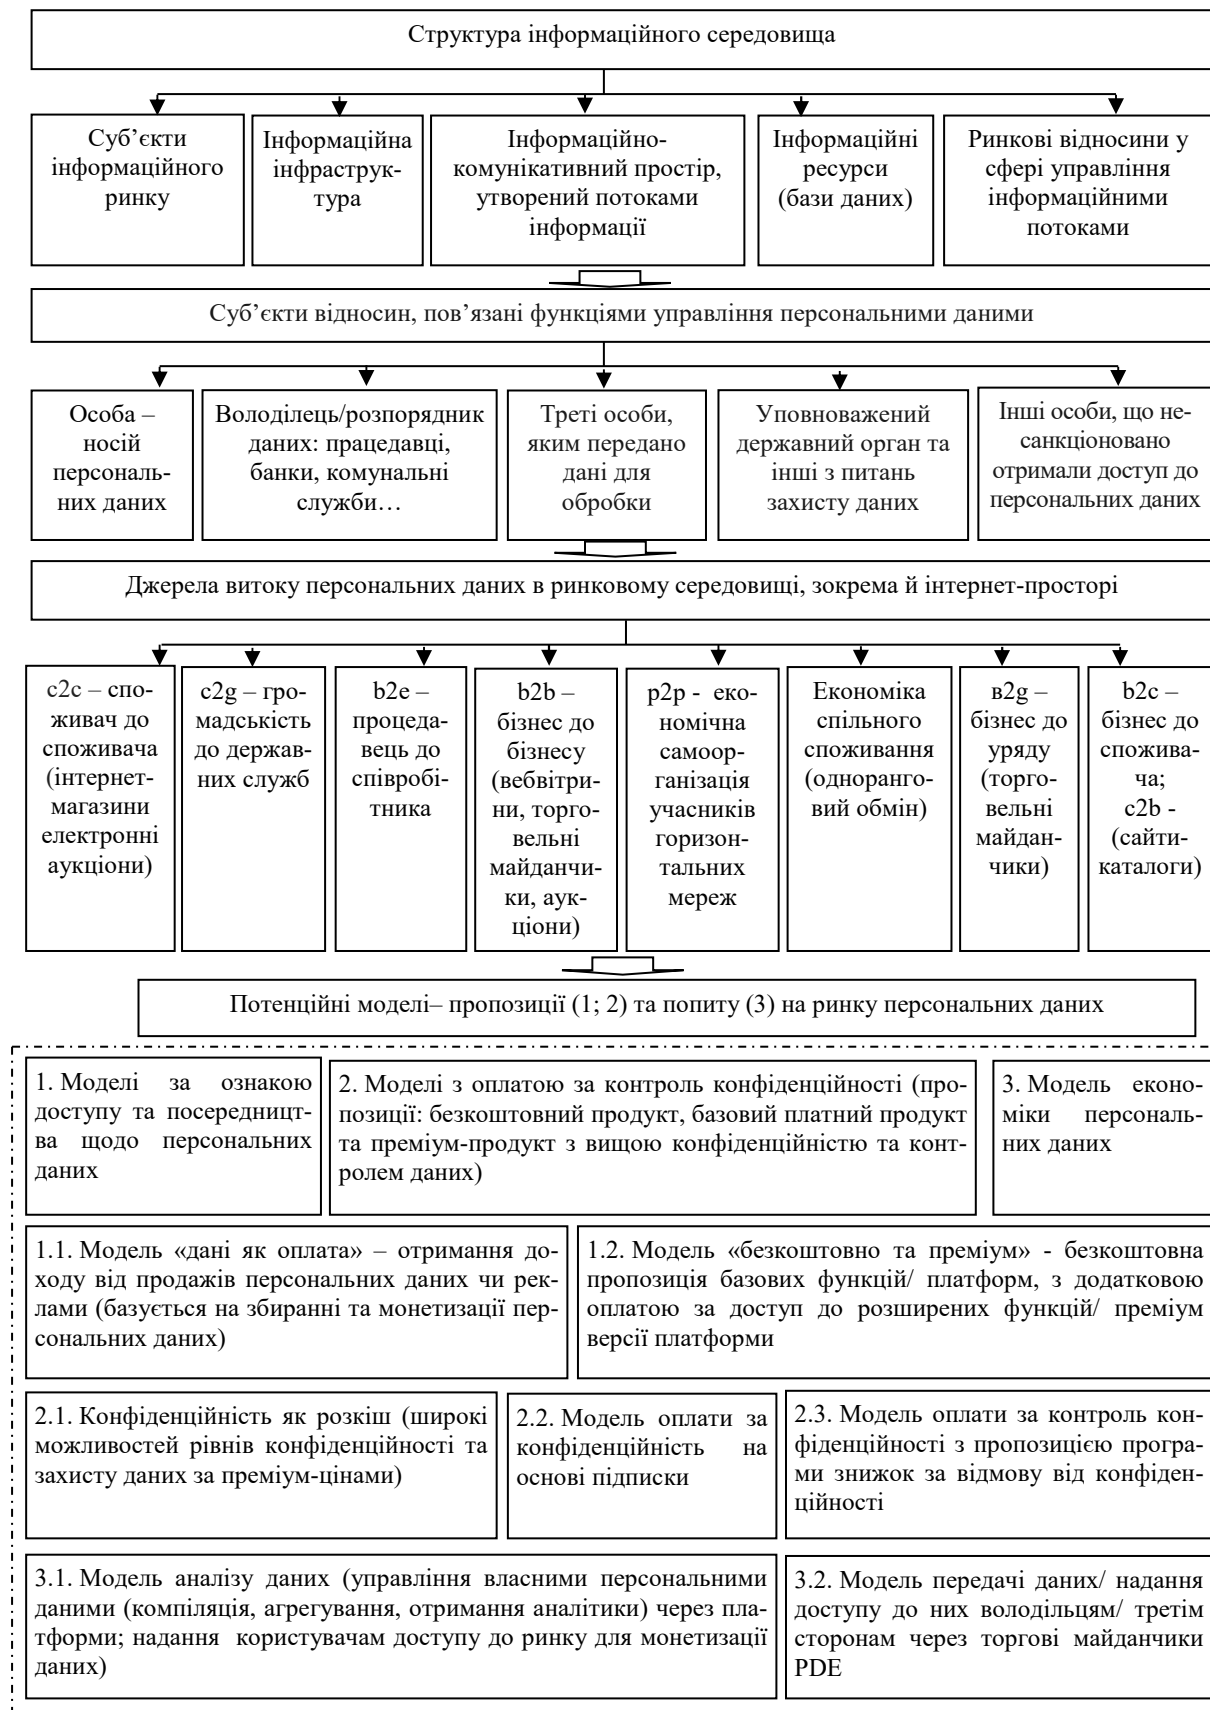 Структура інформаційного середовища
Суб’єкти
інформаційного
ринку
Інформаційна
інфраструк-
тура
Інформаційно-
комунікативний простір,
утворений потоками
інформації
Інформаційні
ресурси
(бази даних)
Ринкові відносини у
сфері управління
інформаційними
потоками
Суб’єкти відносин, пов’язані функціями управління персональними даними
Особа –
носій
персональ-
них даних
Володілець/розпорядник
даних: працедавці,
банки, комунальні
служби…
Треті особи,
яким передано
дані для
обробки
Уповноважений
державний орган та
інші з питань
захисту даних
Інші особи, що не-
санкціоновано
отримали доступ до
персональних даних
Джерела витоку персональних даних в ринковому середовищі, зокрема й інтернет-просторі
c2c – спо-
живач до
споживача
(інтернет-
магазини
електронні
аукціони)
c2g – гро-
мадськість
до держав-
них служб
b2e –
процеда-
вець до
співробі-
тника
b2b –
бізнес до
бізнесу
(вебвітри-
ни, торго-
вельні
майданчи-
ки, аук-
ціони)
p2p - еко-
номічна
самоор-
ганізація
учасників
горизон-
тальних
мереж
Економіка
спільного
споживання
(одноранго-
вий обмін)
в2g –
бізнес до
уряду
(торго-
вельні
майдан-
чики)
b2c –
бізнес до
спожива-
ча;
c2b -
(сайти-
каталоги)
Потенційні моделі– пропозиції (1; 2) та попиту (3) на ринку персональних даних
1. Моделі за ознакою
доступу та посередницт-
ва щодо персональних
даних
2. Моделі з оплатою за контроль конфіденційності (про-
позиції: безкоштовний продукт, базовий платний продукт
та преміум-продукт з вищою конфіденційністю та конт-
ролем даних)
3. Модель еконо-
міки персональ-
них даних
1.1. Модель «дані як оплата» – отримання до-
ходу від продажів персональних даних чи рек-
лами (базується на збиранні та монетизації пер-
сональних даних)
1.2. Модель «безкоштовно та преміум» - безкоштовна
пропозиція базових функцій/ платформ, з додатковою
оплатою за доступ до розширених функцій/ преміум
версії платформи
2.1. Конфіденційність як розкіш (широкі
можливостей рівнів конфіденційності та
захисту даних за преміум-цінами)
2.2. Модель оплати за
конфіденційність на
основі підписки
2.3. Модель оплати за контроль кон-
фіденційності з пропозицією програ-
ми знижок за відмову від конфіден-
ційності
3.1. Модель аналізу даних (управління власними персональними
даними (компіляція, агрегування, отримання аналітики) через пла-
тформи; надання користувачам доступу до ринку для монетизації
даних)
3.2. Модель передачі даних/ надання
доступу до них володільцям/ третім
сторонам через торгові майданчики
PDE